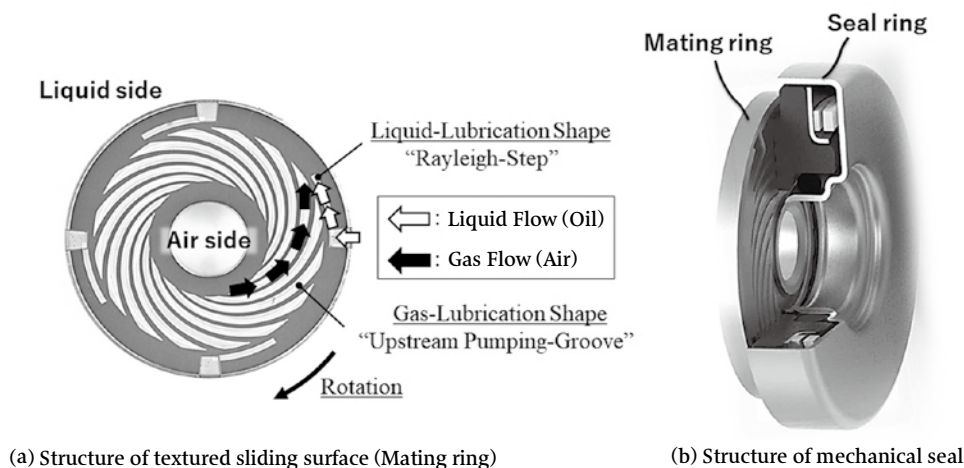 Liquid side
Air side
Liquid-Lubrication Shape
“Rayleigh-Step”
: Liquid Flow (Oil)
: Gas Flow (Air)
Gas-Lubrication Shape
“Upstream Pumping-Groove”
Rotation
(a) Structure of textured sliding surface (Mating ring)
Mating ring
Seal ring
(b) Structure of mechanical seal